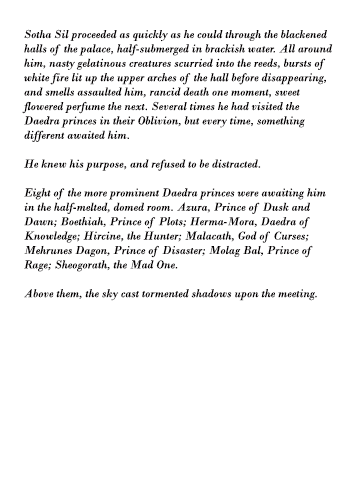 Sotha Sil proceeded as quickly as he could through the blackened
halls of the palace, half-submerged in brackish water. All around
him, nasty gelatinous creatures scurried into the reeds, bursts of
white fire lit up the upper arches of the hall before disappearing,
and smells assaulted him, rancid death one moment, sweet
flowered perfume the next. Several times he had visited the
Daedra princes in their Oblivion, but every time, something
different awaited him.
He knew his purpose, and refused to be distracted.
Eight of the more prominent Daedra princes were awaiting him
in the half-melted, domed room. Azura, Prince of Dusk and
Dawn; Boethiah, Prince of Plots; Herma-Mora, Daedra of
Knowledge; Hircine, the Hunter; Malacath, God of Curses;
Mehrunes Dagon, Prince of Disaster; Molag Bal, Prince of
Rage; Sheogorath, the Mad One.
Above them, the sky cast tormented shadows upon the meeting.